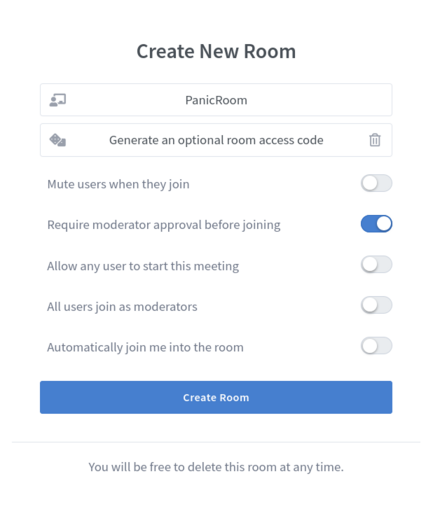 Create New Room
PanicRoom
Generate an optional room access code
Mute users when they join
Require moderator approval before joining
Allow any user to start this meeting
All users join as moderators
Automatically join me into the room
Create Room
You will be free to delete this room at any time.